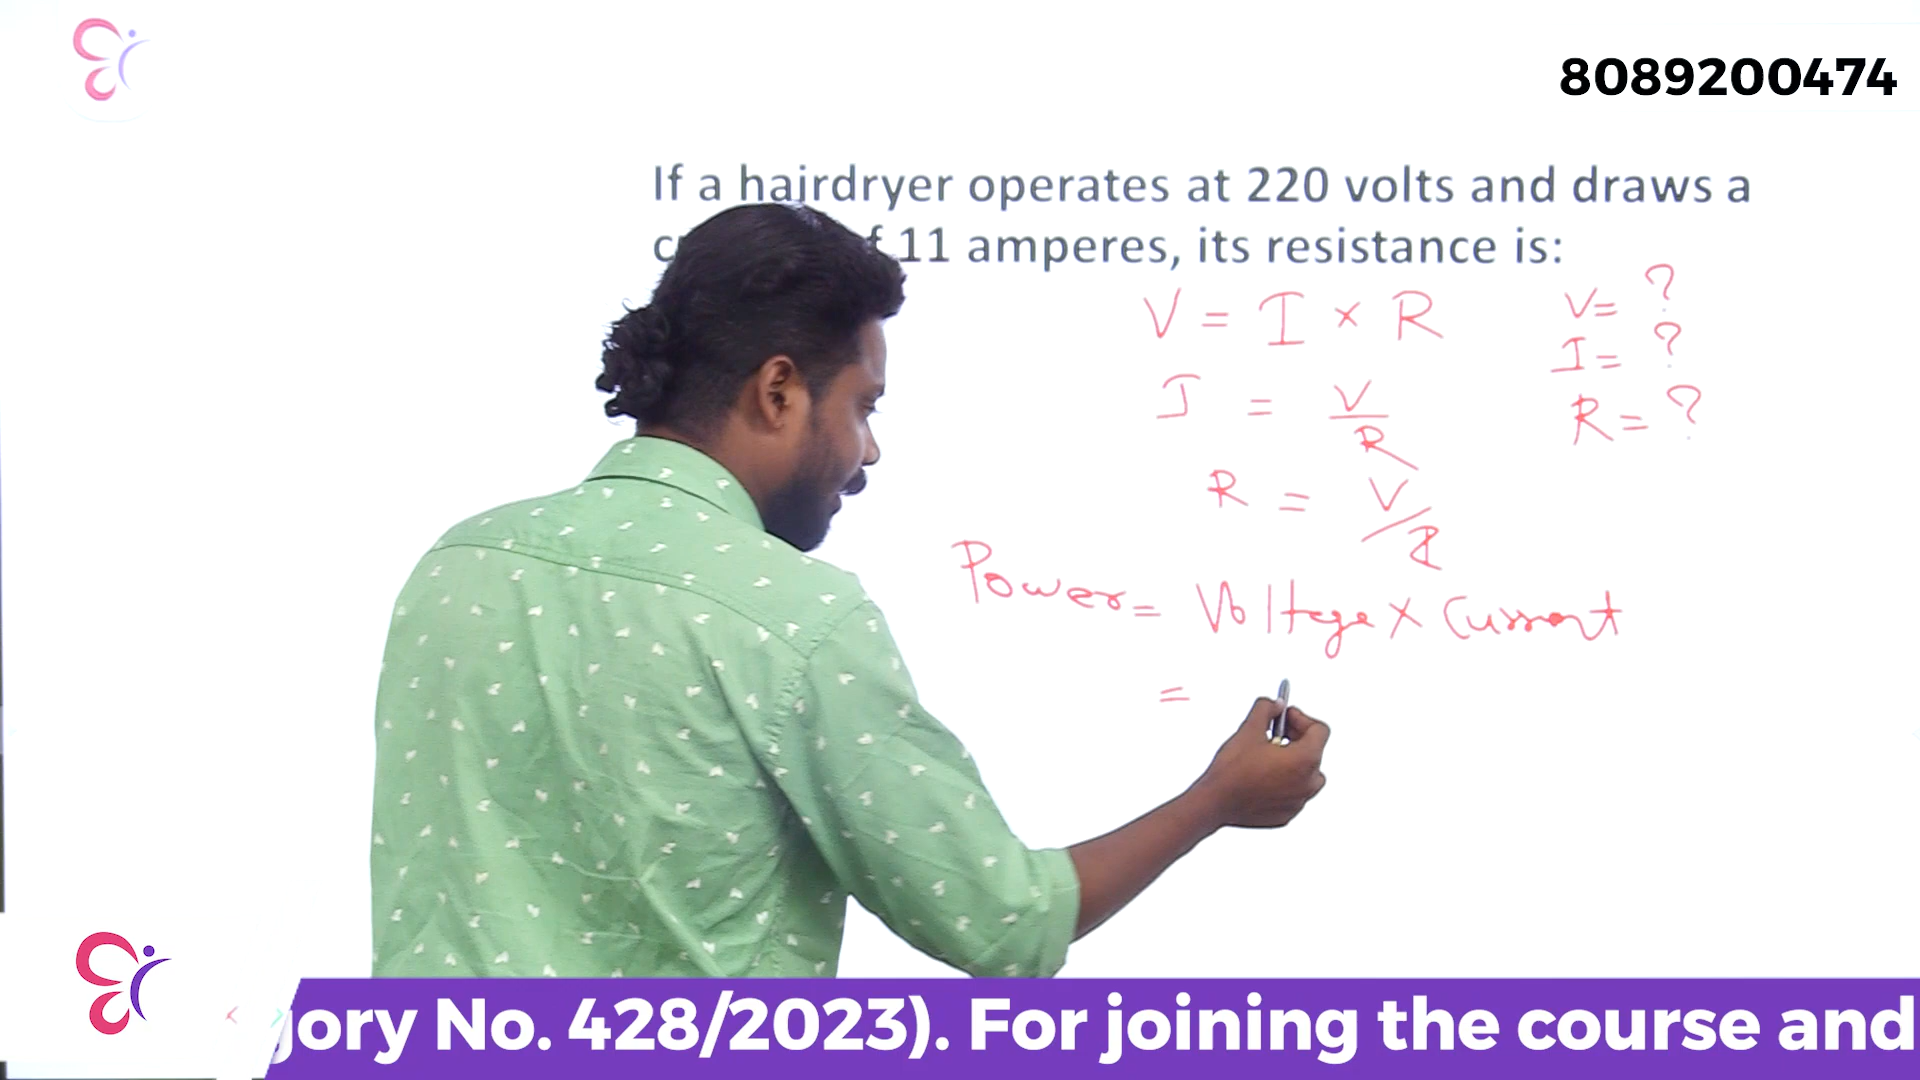 8089200474
If a hairdryer operates at 220 volts and draws a
11 amperes, its resistance is:
V = I × R
V= ?
I= ?
I = V/R
R= ?
R = V/I
Power = Voltage × Current
=
gory No. 428/2023). For joining the course and